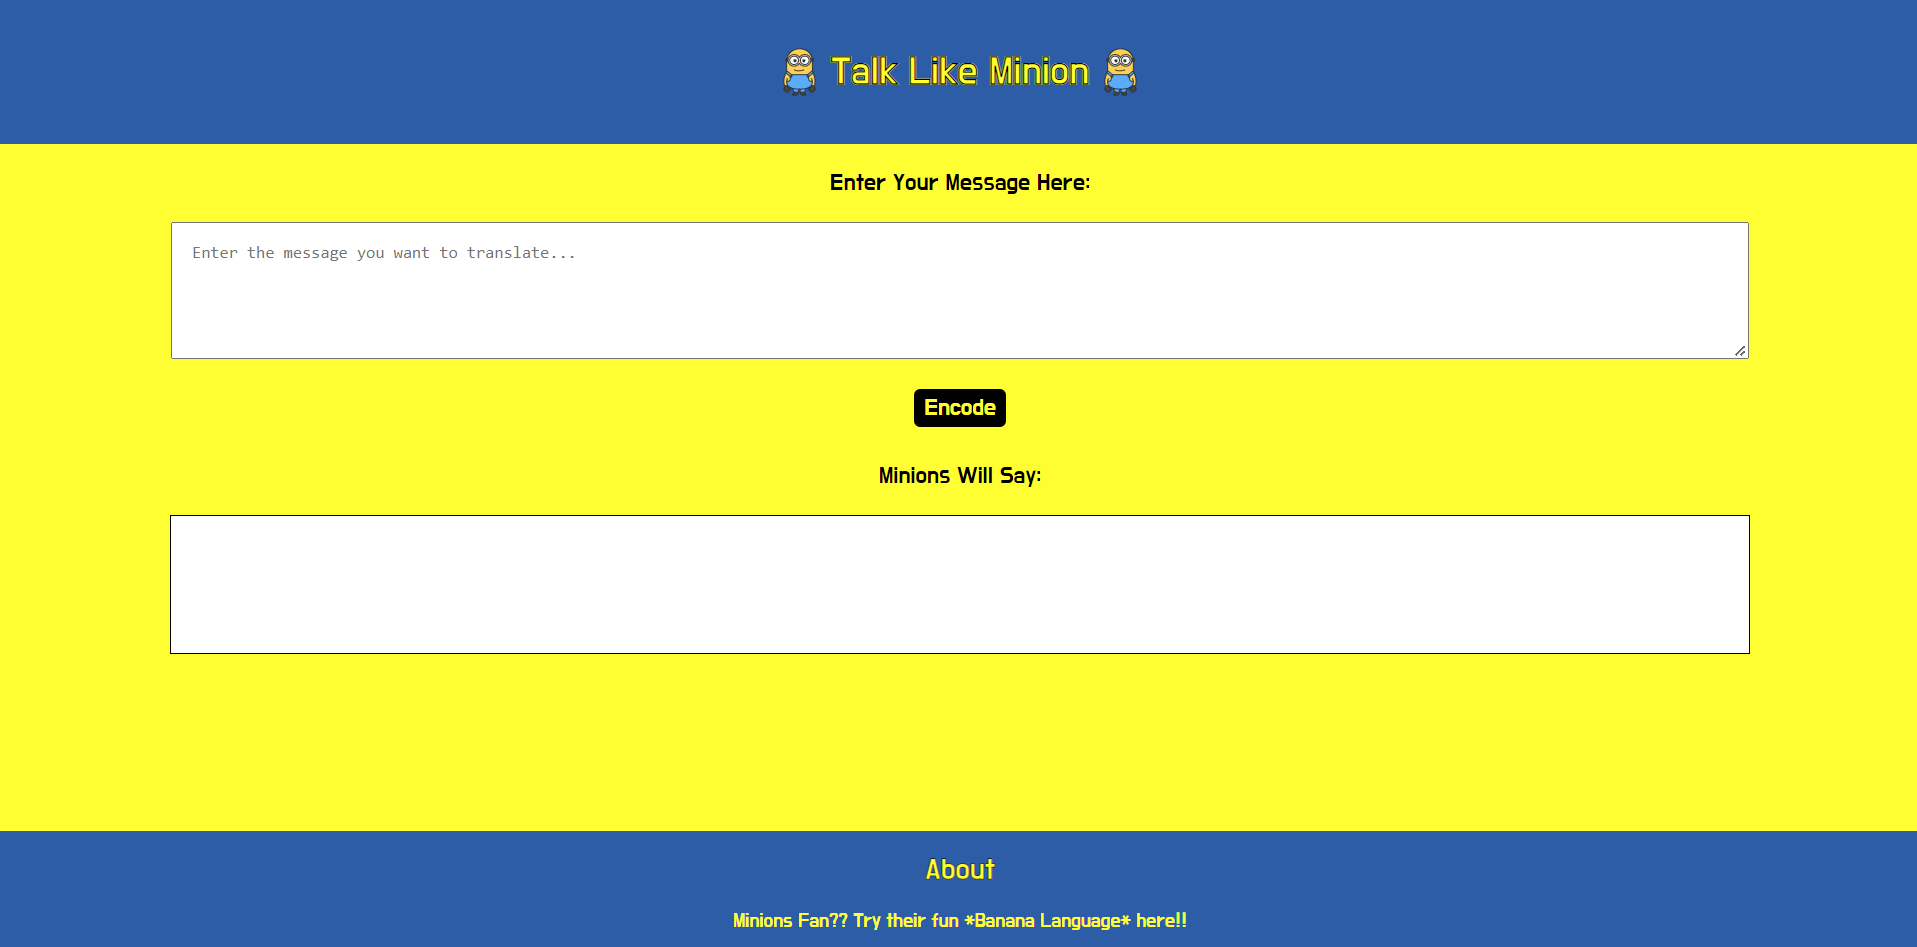 Talk Like Minion
Enter Your Message Here:
Enter the message you want to translate...
Encode
Minions Will Say:
About
Minions Fan?? Try their fun *Banana Language* here!!